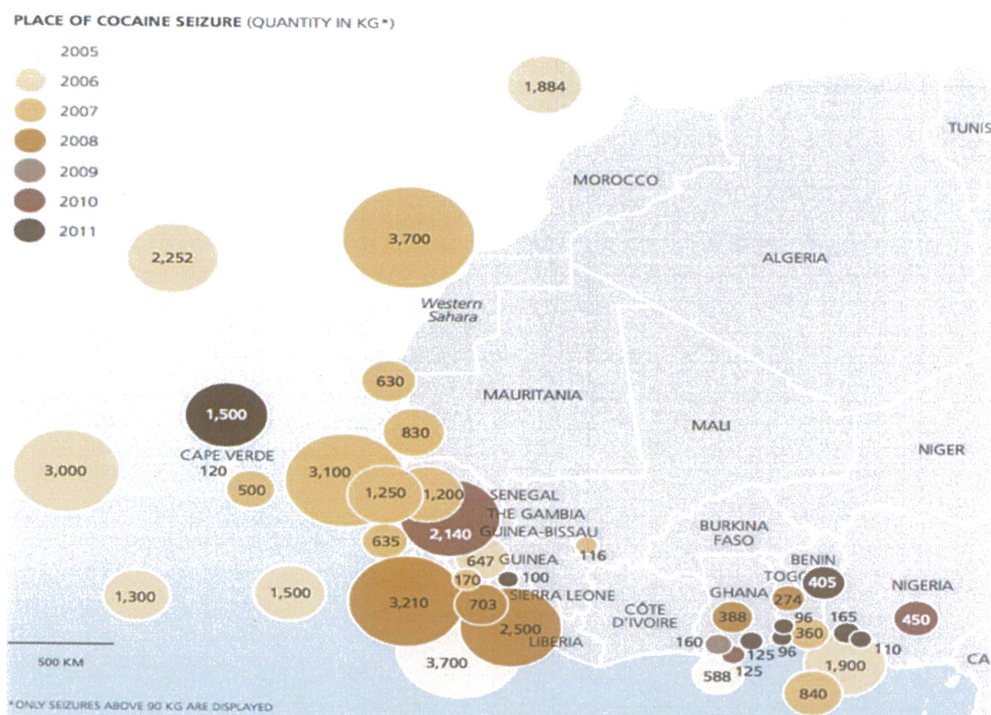 PLACE OF COCAINE SEIZURE (QUANTITY IN KG*)
2005
2006
2007
2008
2009
2010
2011
1,884
TUNIS
MOROCCO
3,700
2,252
ALGERIA
Western
Sahara
630
MAURITANIA
1,500
830
MALI
CAPE VERDE
120
NIGER
3,000
3,100
500
1,250
1,200
SENEGAL
THE GAMBIA
2,140
GUINEA-BISSAU
BURKINA
FASO
635
116
647
GUINEA
BENIN
170
100
TOGO
405
1,300
1,500
SIERRA LEONE
GHANA
274
NIGERIA
3,210
703
CÔTE
D'IVOIRE
388
96
165
450
2,500
LIBERIA
160
360
125
96
110
500 KM
3,700
588
125
1,900
CA
840
*ONLY SEIZURES ABOVE 90 KG ARE DISPLAYED